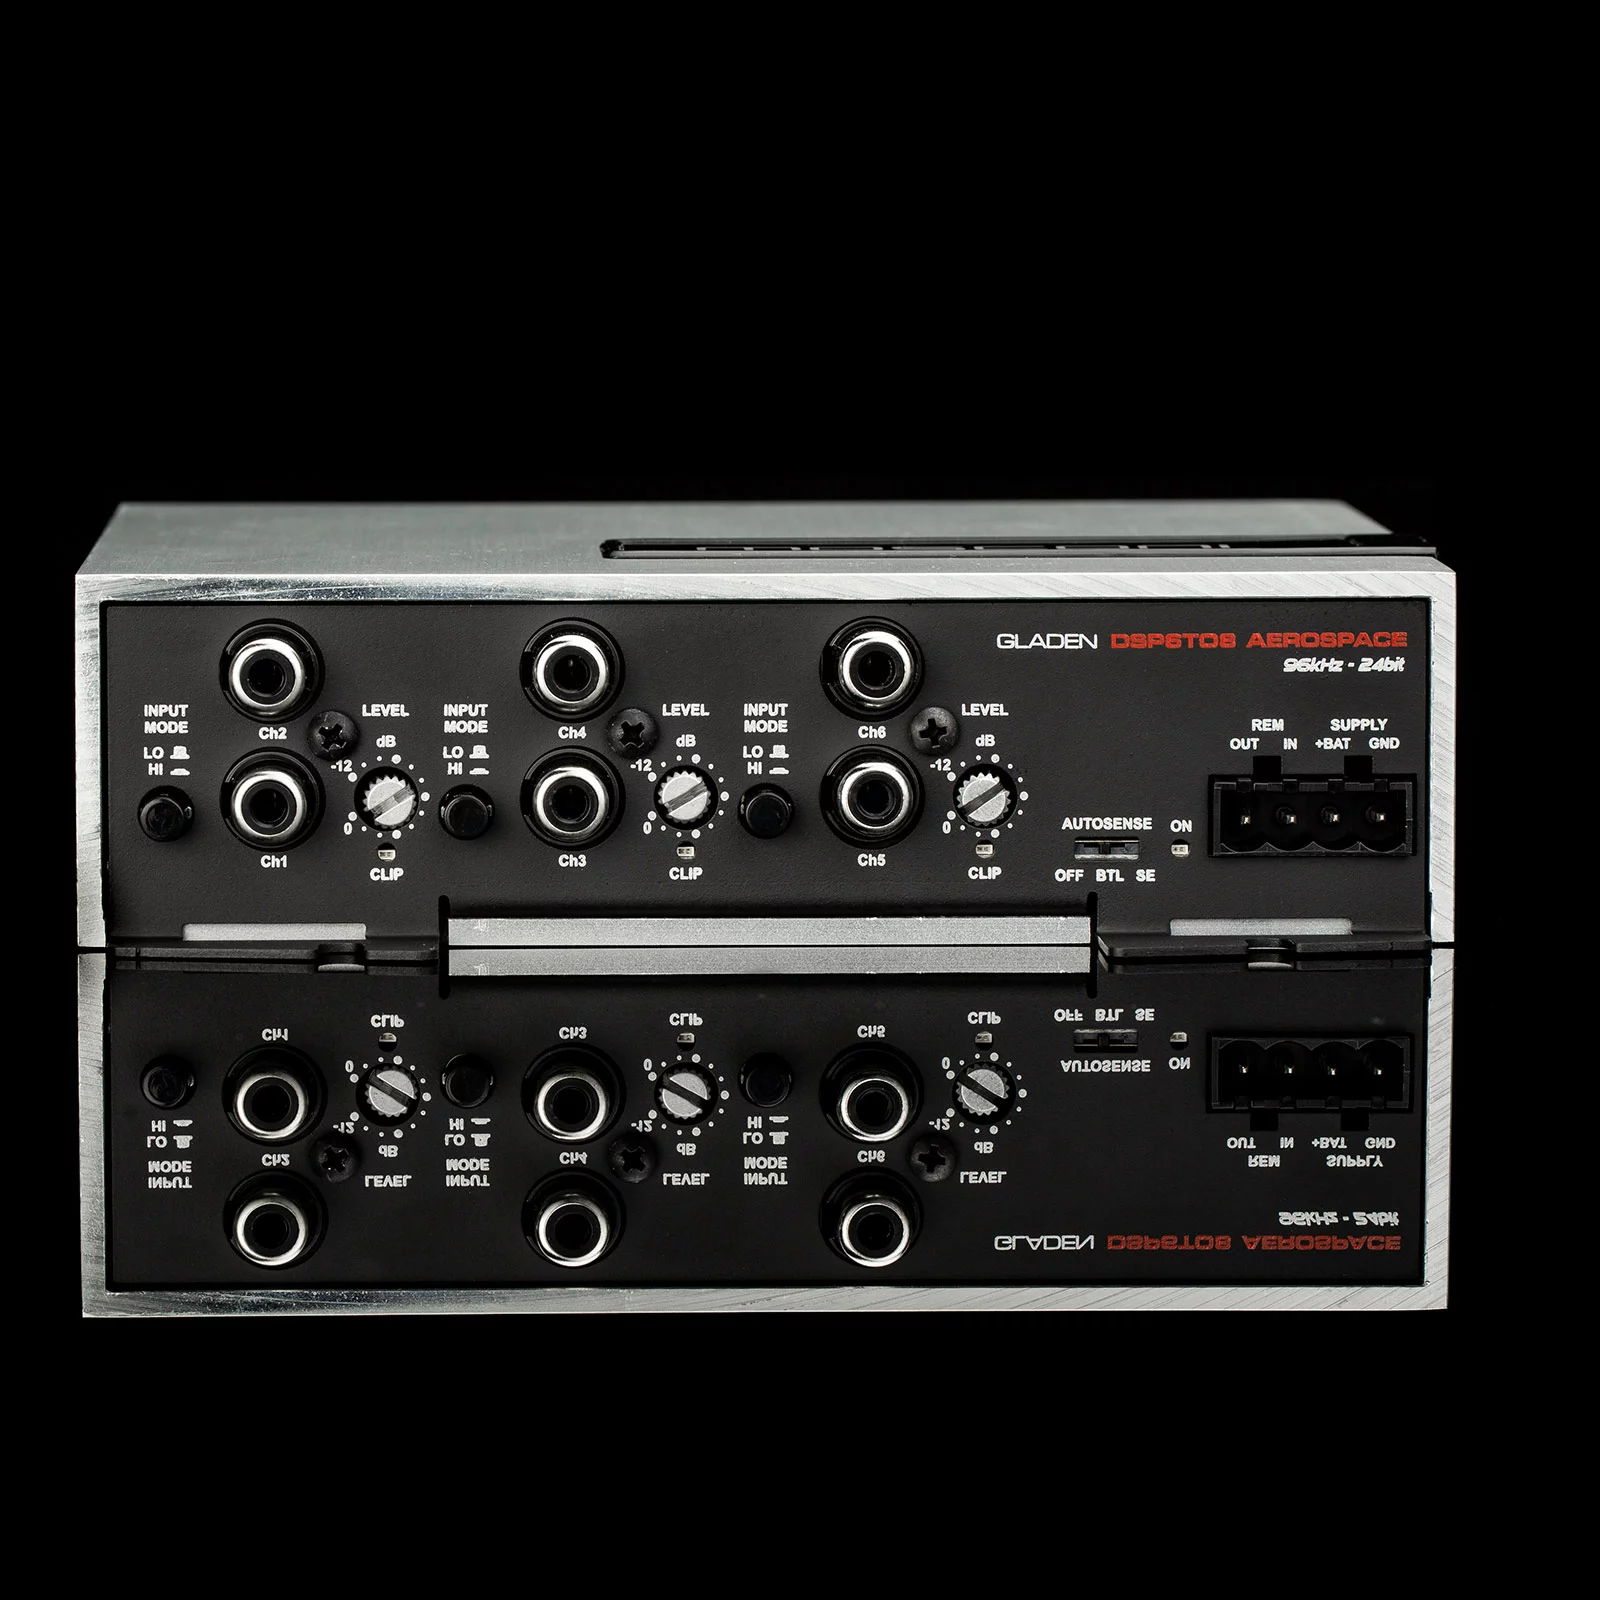 GLADEN DSP6TO8 AEROSPACE
96kHz - 24bit
INPUT MODE
LO
HI
Ch2
Ch1
LEVEL
dB
-12
0
CLIP
INPUT MODE
LO
HI
Ch4
Ch3
LEVEL
dB
-12
0
CLIP
INPUT MODE
LO
HI
Ch6
Ch5
LEVEL
dB
-12
0
CLIP
AUTOSENSE
OFF BTL SE
ON
REM SUPPLY
OUT IN +BAT GND